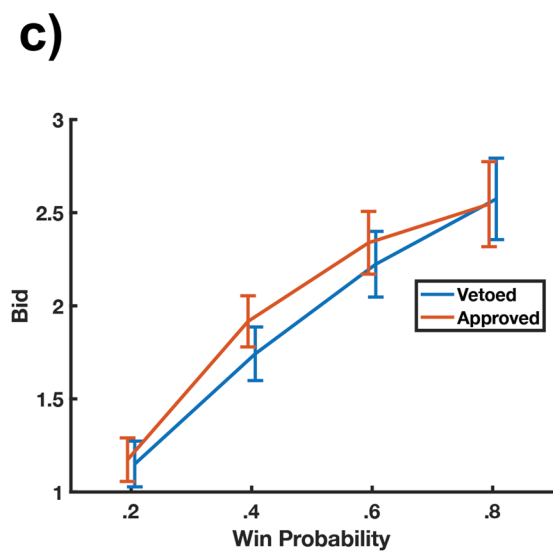 c)
3
2.5
2
1.5
1
Bid
Vetoed
Approved
.2 .4 .6 .8
Win Probability